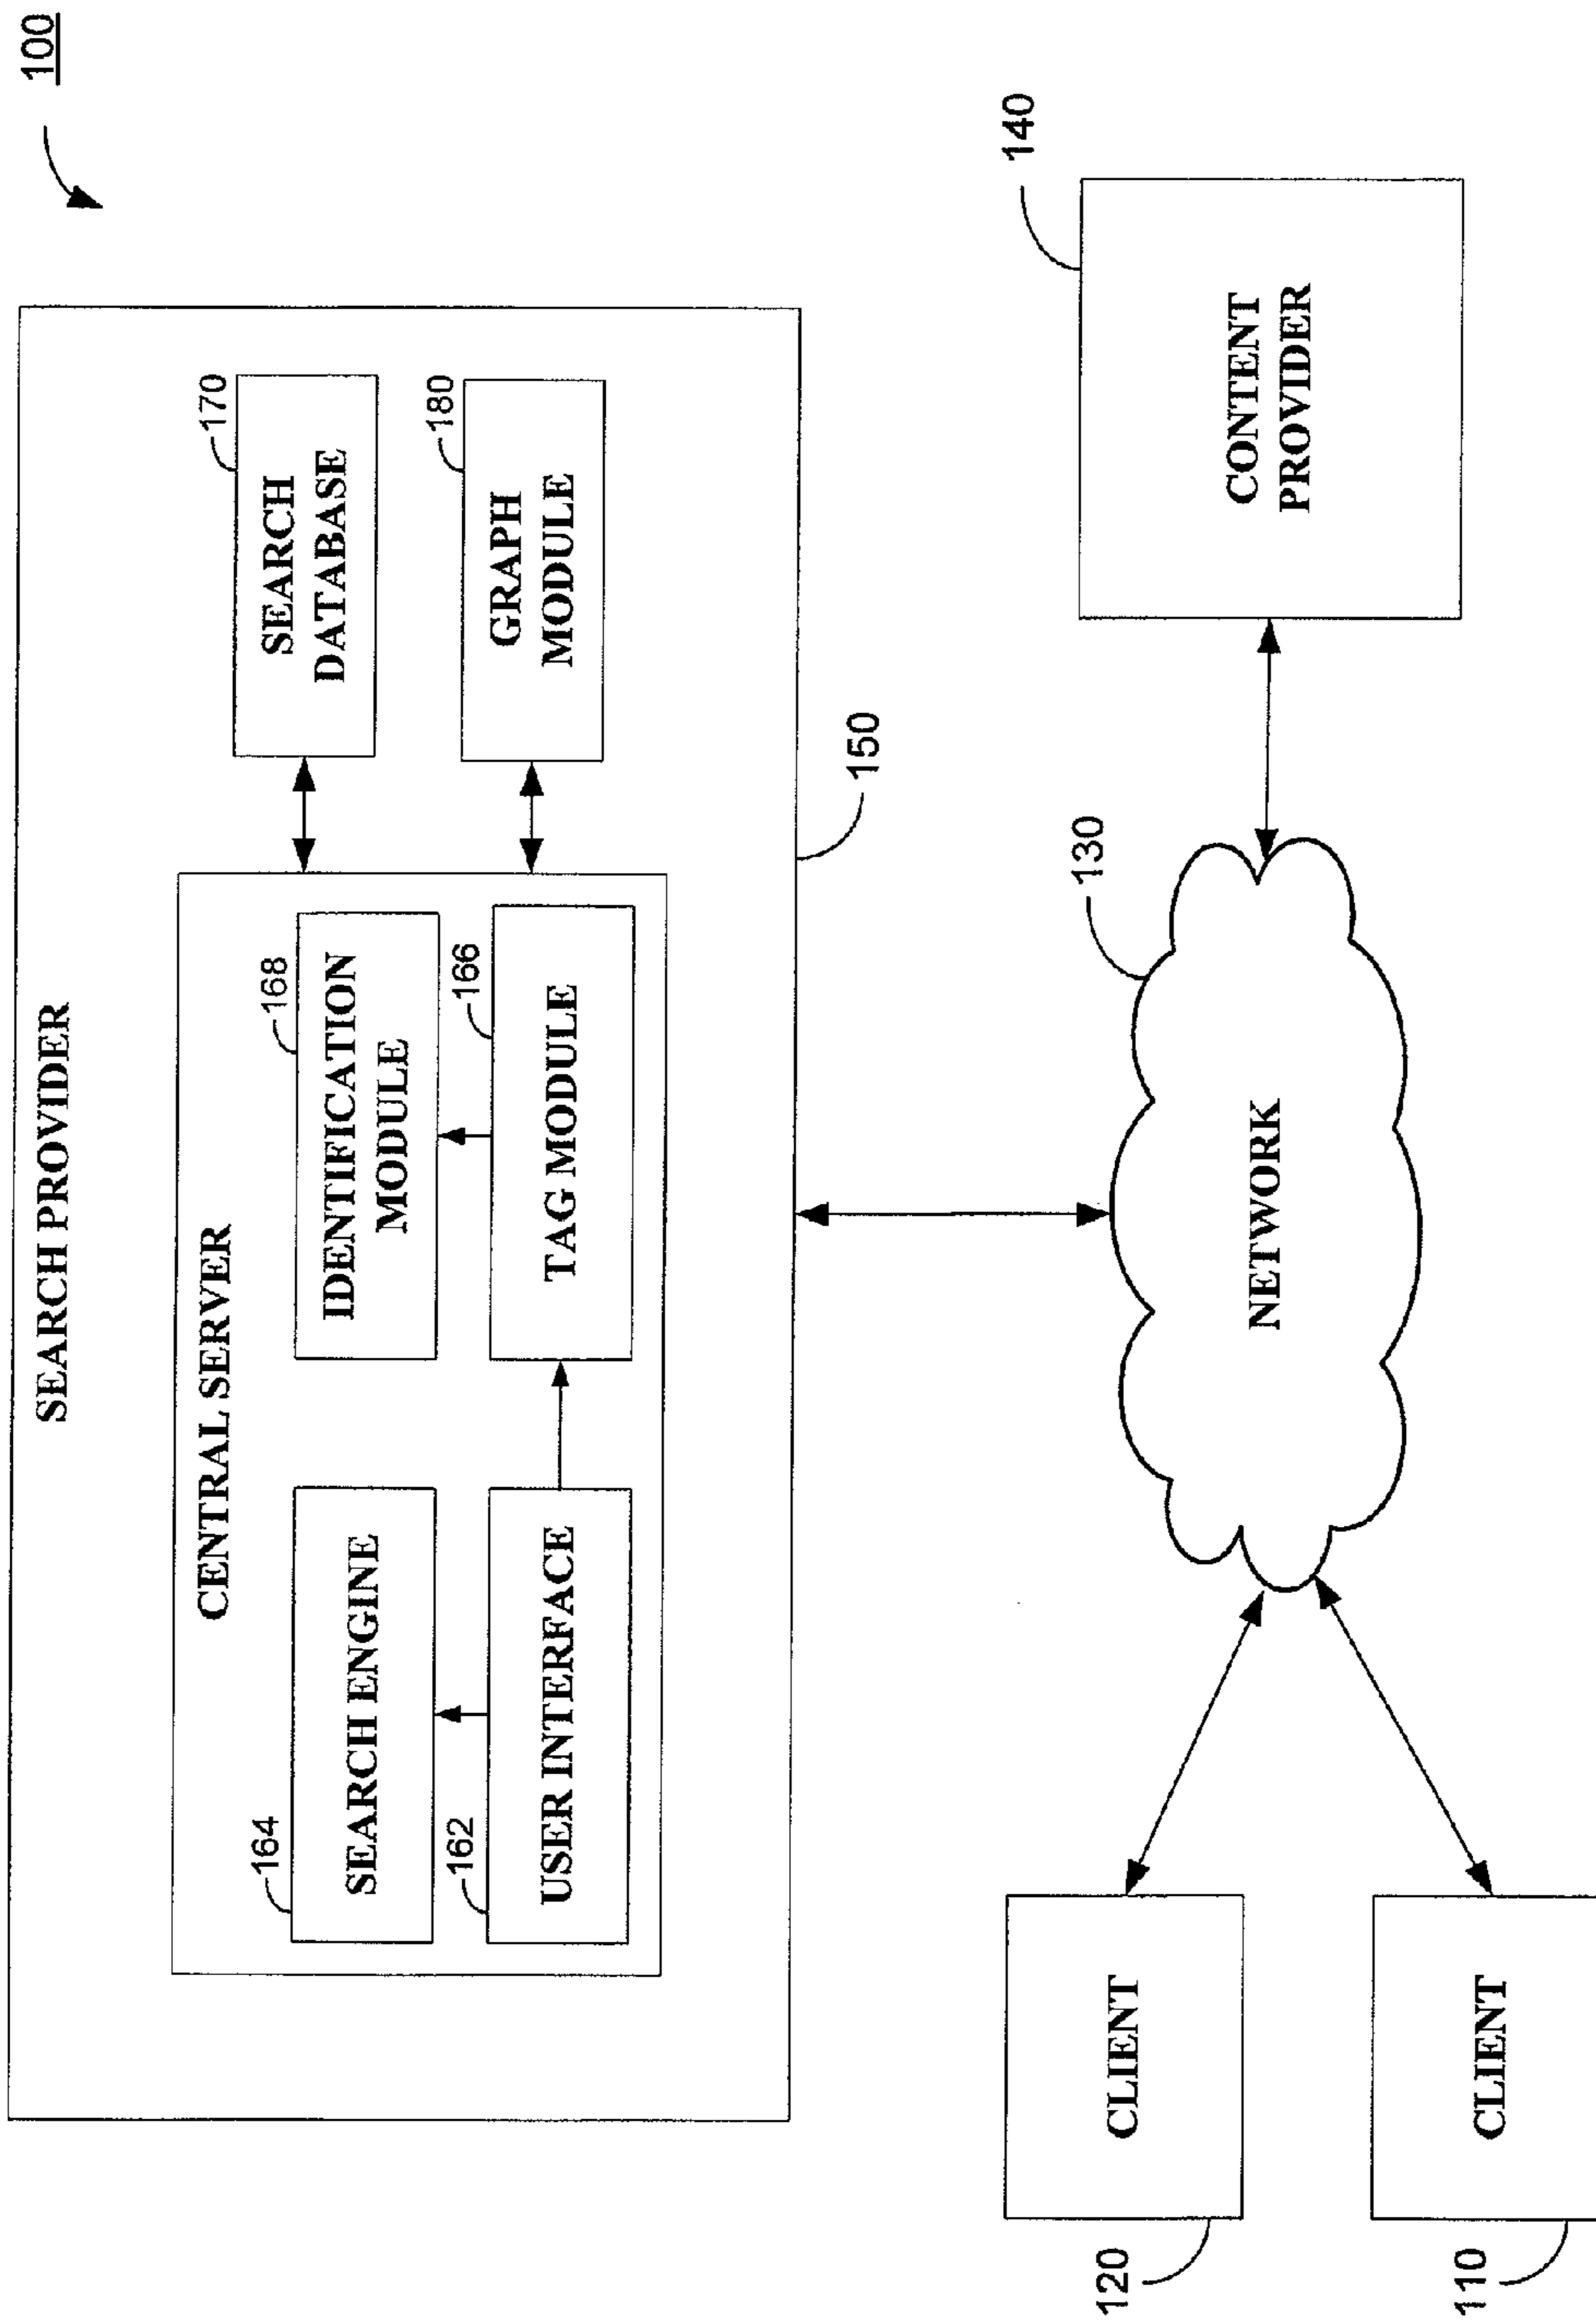 100
SEARCH PROVIDER
CENTRAL SERVER
164
SEARCH ENGINE
168
IDENTIFICATION
MODULE
170
SEARCH
DATABASE
162
USER INTERFACE
166
TAG MODULE
180
GRAPH
MODULE
150
120
CLIENT
110
CLIENT
130
NETWORK
140
CONTENT
PROVIDER